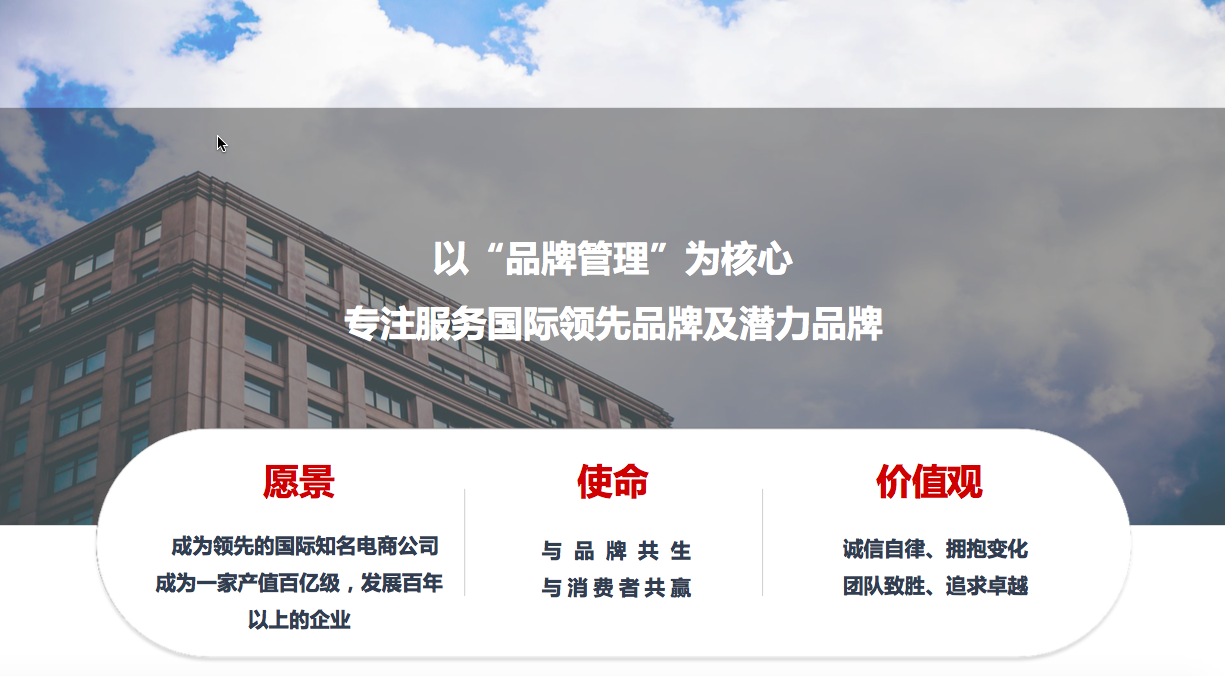 以“品牌管理”为核心
专注服务国际领先品牌及潜力品牌
愿景
成为领先的国际知名电商公司
成为一家产值百亿级，发展百年
以上的企业
使命
与品牌共生
与消费者共赢
价值观
诚信自律、拥抱变化
团队致胜、追求卓越